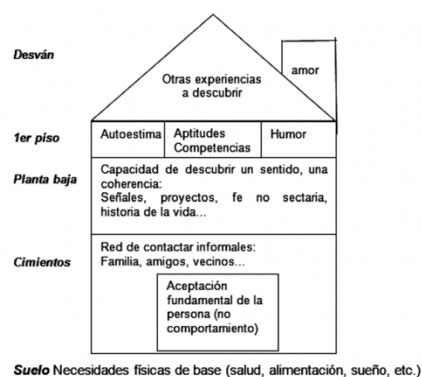 Desván
Otras experiencias
a descubrir
amor
1er piso
Autoestima
Aptitudes
Competencias
Humor
Planta baja
Capacidad de descubrir un sentido, una
coherencia:
Señales, proyectos, fe no sectaria,
historia de la vida...
Cimientos
Red de contactar informales:
Familia, amigos, vecinos...
Aceptación
fundamental de la
persona (no
comportamiento)
Suelo Necesidades físicas de base (salud, alimentación, sueño, etc.)